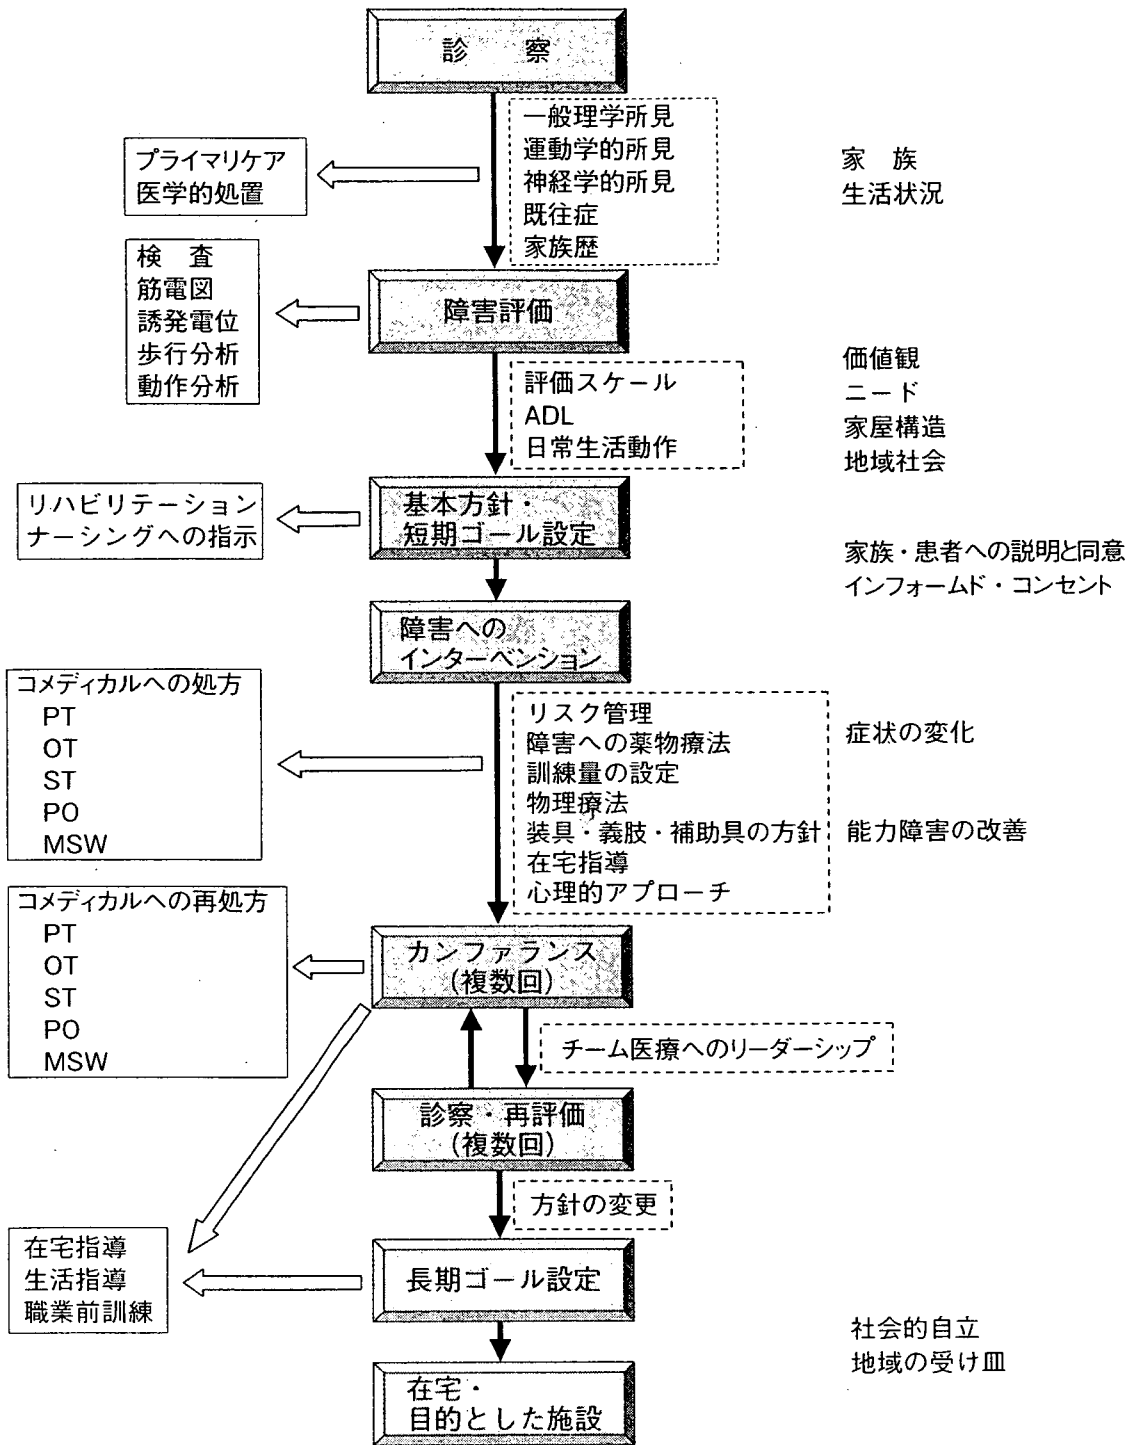 診　察
一般理学所見
運動学的所見
神経学的所見
既往症
家族歴
プライマリケア
医学的処置
家　族
生活状況
検　査
筋電図
誘発電位
歩行分析
動作分析
障害評価
評価スケール
ADL
日常生活動作
価値観
ニード
家屋構造
地域社会
リハビリテーション
ナーシングへの指示
基本方針・
短期ゴール設定
家族・患者への説明と同意
インフォームド・コンセント
障害への
インターベンション
コメディカルへの処方
PT
OT
ST
PO
MSW
リスク管理
障害への薬物療法
訓練量の設定
物理療法
装具・義肢・補助具の方針
在宅指導
心理的アプローチ
症状の変化
能力障害の改善
コメディカルへの再処方
PT
OT
ST
PO
MSW
カンファランス
(複数回)
チーム医療へのリーダーシップ
診察・再評価
(複数回)
方針の変更
在宅指導
生活指導
職業前訓練
長期ゴール設定
社会的自立
地域の受け皿
在宅・
目的とした施設